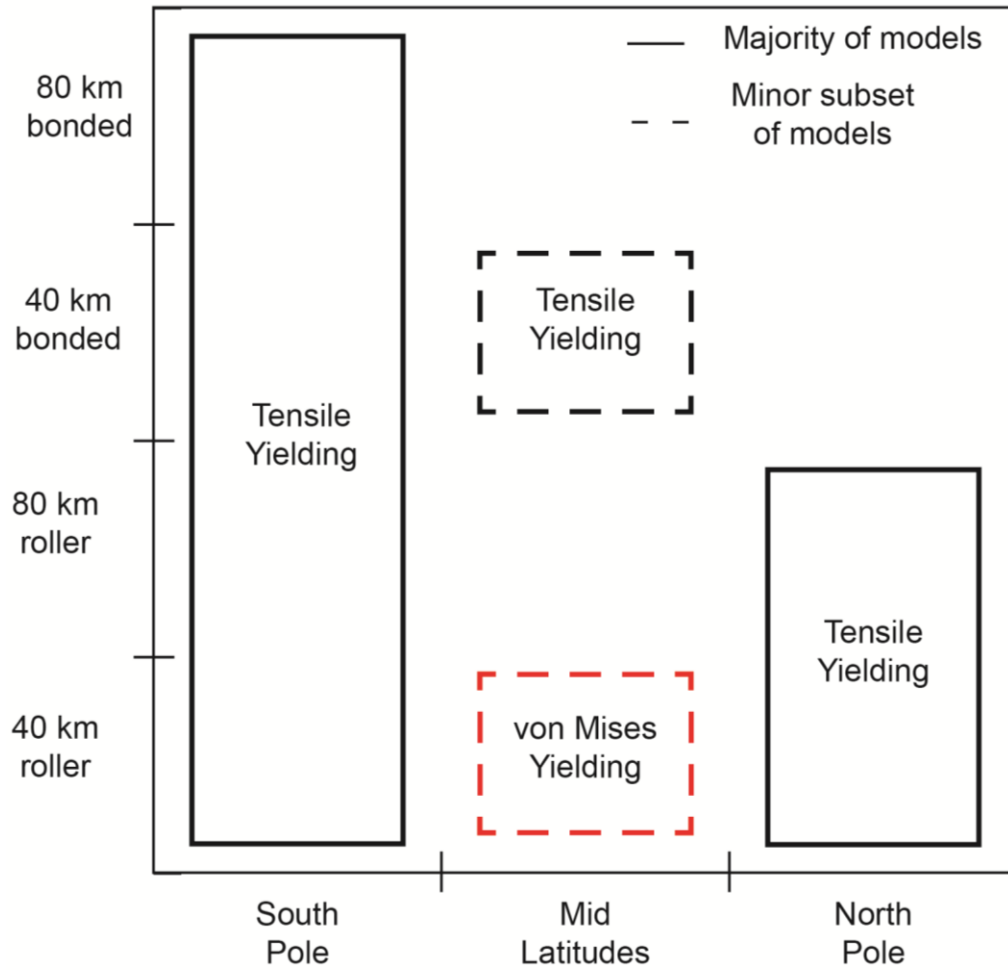 Majority of models
Minor subset
of models
80 km
bonded
40 km
bonded
80 km
roller
40 km
roller
Tensile
Yielding
Tensile
Yielding
von Mises
Yielding
Tensile
Yielding
South
Pole
Mid
Latitudes
North
Pole